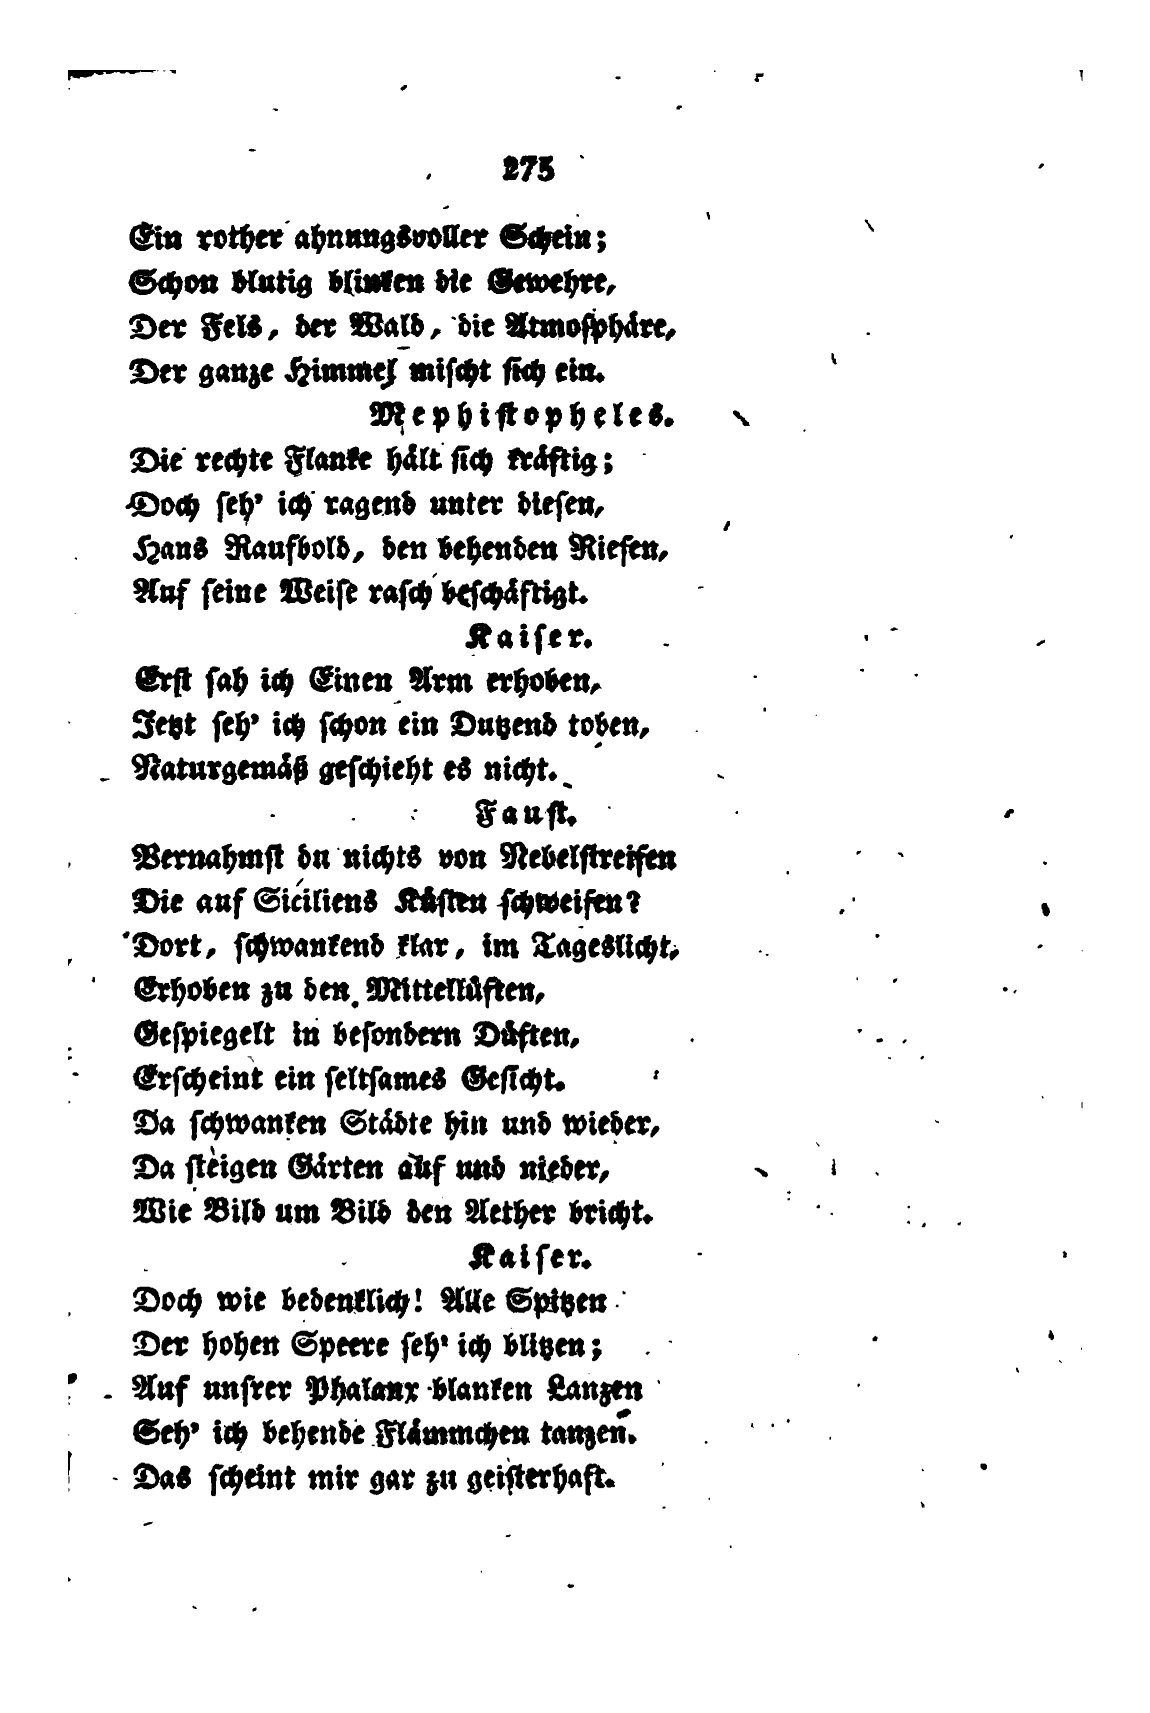 275
Ein rother ahnungsvoller Schein;
Schon blutig blinken die Gewehre,
Der Fels, der Wald, die Atmoſphäre,
Der ganze Himmel miſcht ſich ein.
Mephiſtopheles.
Die rechte Flanke hält ſich kräftig;
Doch ſeh' ich ragend unter dieſen,
Hans Raufbold, den behenden Rieſen,
Auf ſeine Weiſe raſch beſchäftigt.
Kaiſer.
Erſt ſah ich Einen Arm erhoben,
Jetzt ſeh' ich ſchon ein Dutzend toben,
Naturgemäß geſchieht es nicht.
Fauſt.
Vernahmſt du nichts von Nebelſtreifen
Die auf Siciliens Küſten ſchweifen?
Dort, ſchwankend klar, im Tageslicht,
Erhoben zu den Mittellüften,
Geſpiegelt in beſondern Düften,
Erſcheint ein ſeltſames Geſicht.
Da ſchwanken Städte hin und wieder,
Da ſteigen Gärten auf und nieder,
Wie Bild um Bild den Aether bricht.
Kaiſer.
Doch wie bedenklich! Alle Spitzen
Der hohen Speere ſeh' ich blitzen;
Auf unſrer Phalanx blanken Lanzen
Seh' ich behende Flämmchen tanzen.
Das ſcheint mir gar zu geiſterhaft.